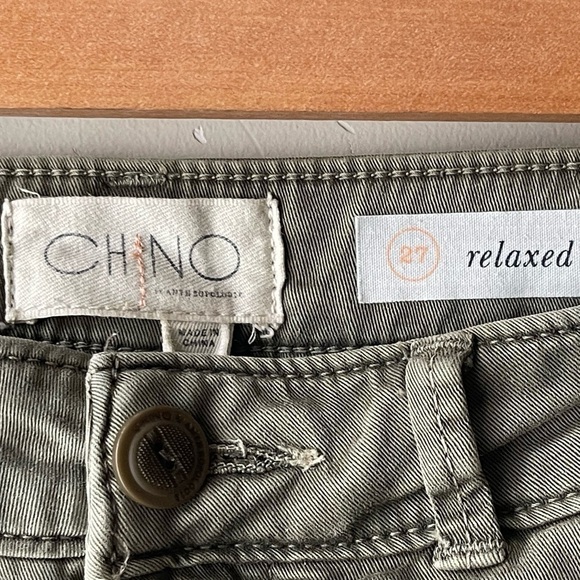 CHINO
BY ANTHROPOLOGIE
MADE IN
CHINA
27
relaxed